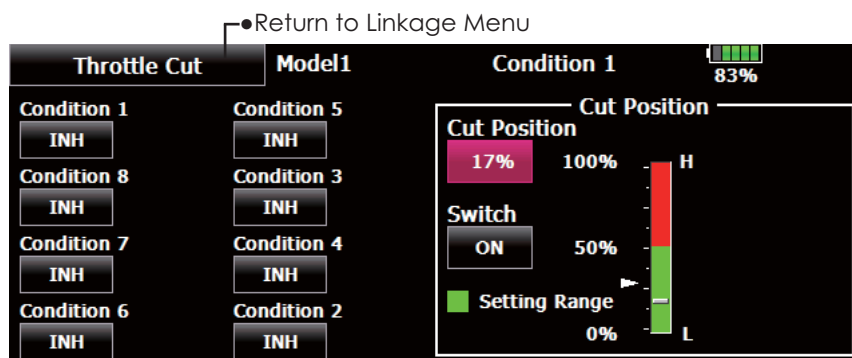 Return to Linkage Menu
Throttle Cut Model1 Condition 1 83%
Condition 1 Condition 5
INH INH
Condition 8 Condition 3
INH INH
Condition 7 Condition 4
INH INH
Condition 6 Condition 2
INH INH
Cut Position
Cut Position
17% 100% H
Switch
ON 50%
Setting Range
0% L